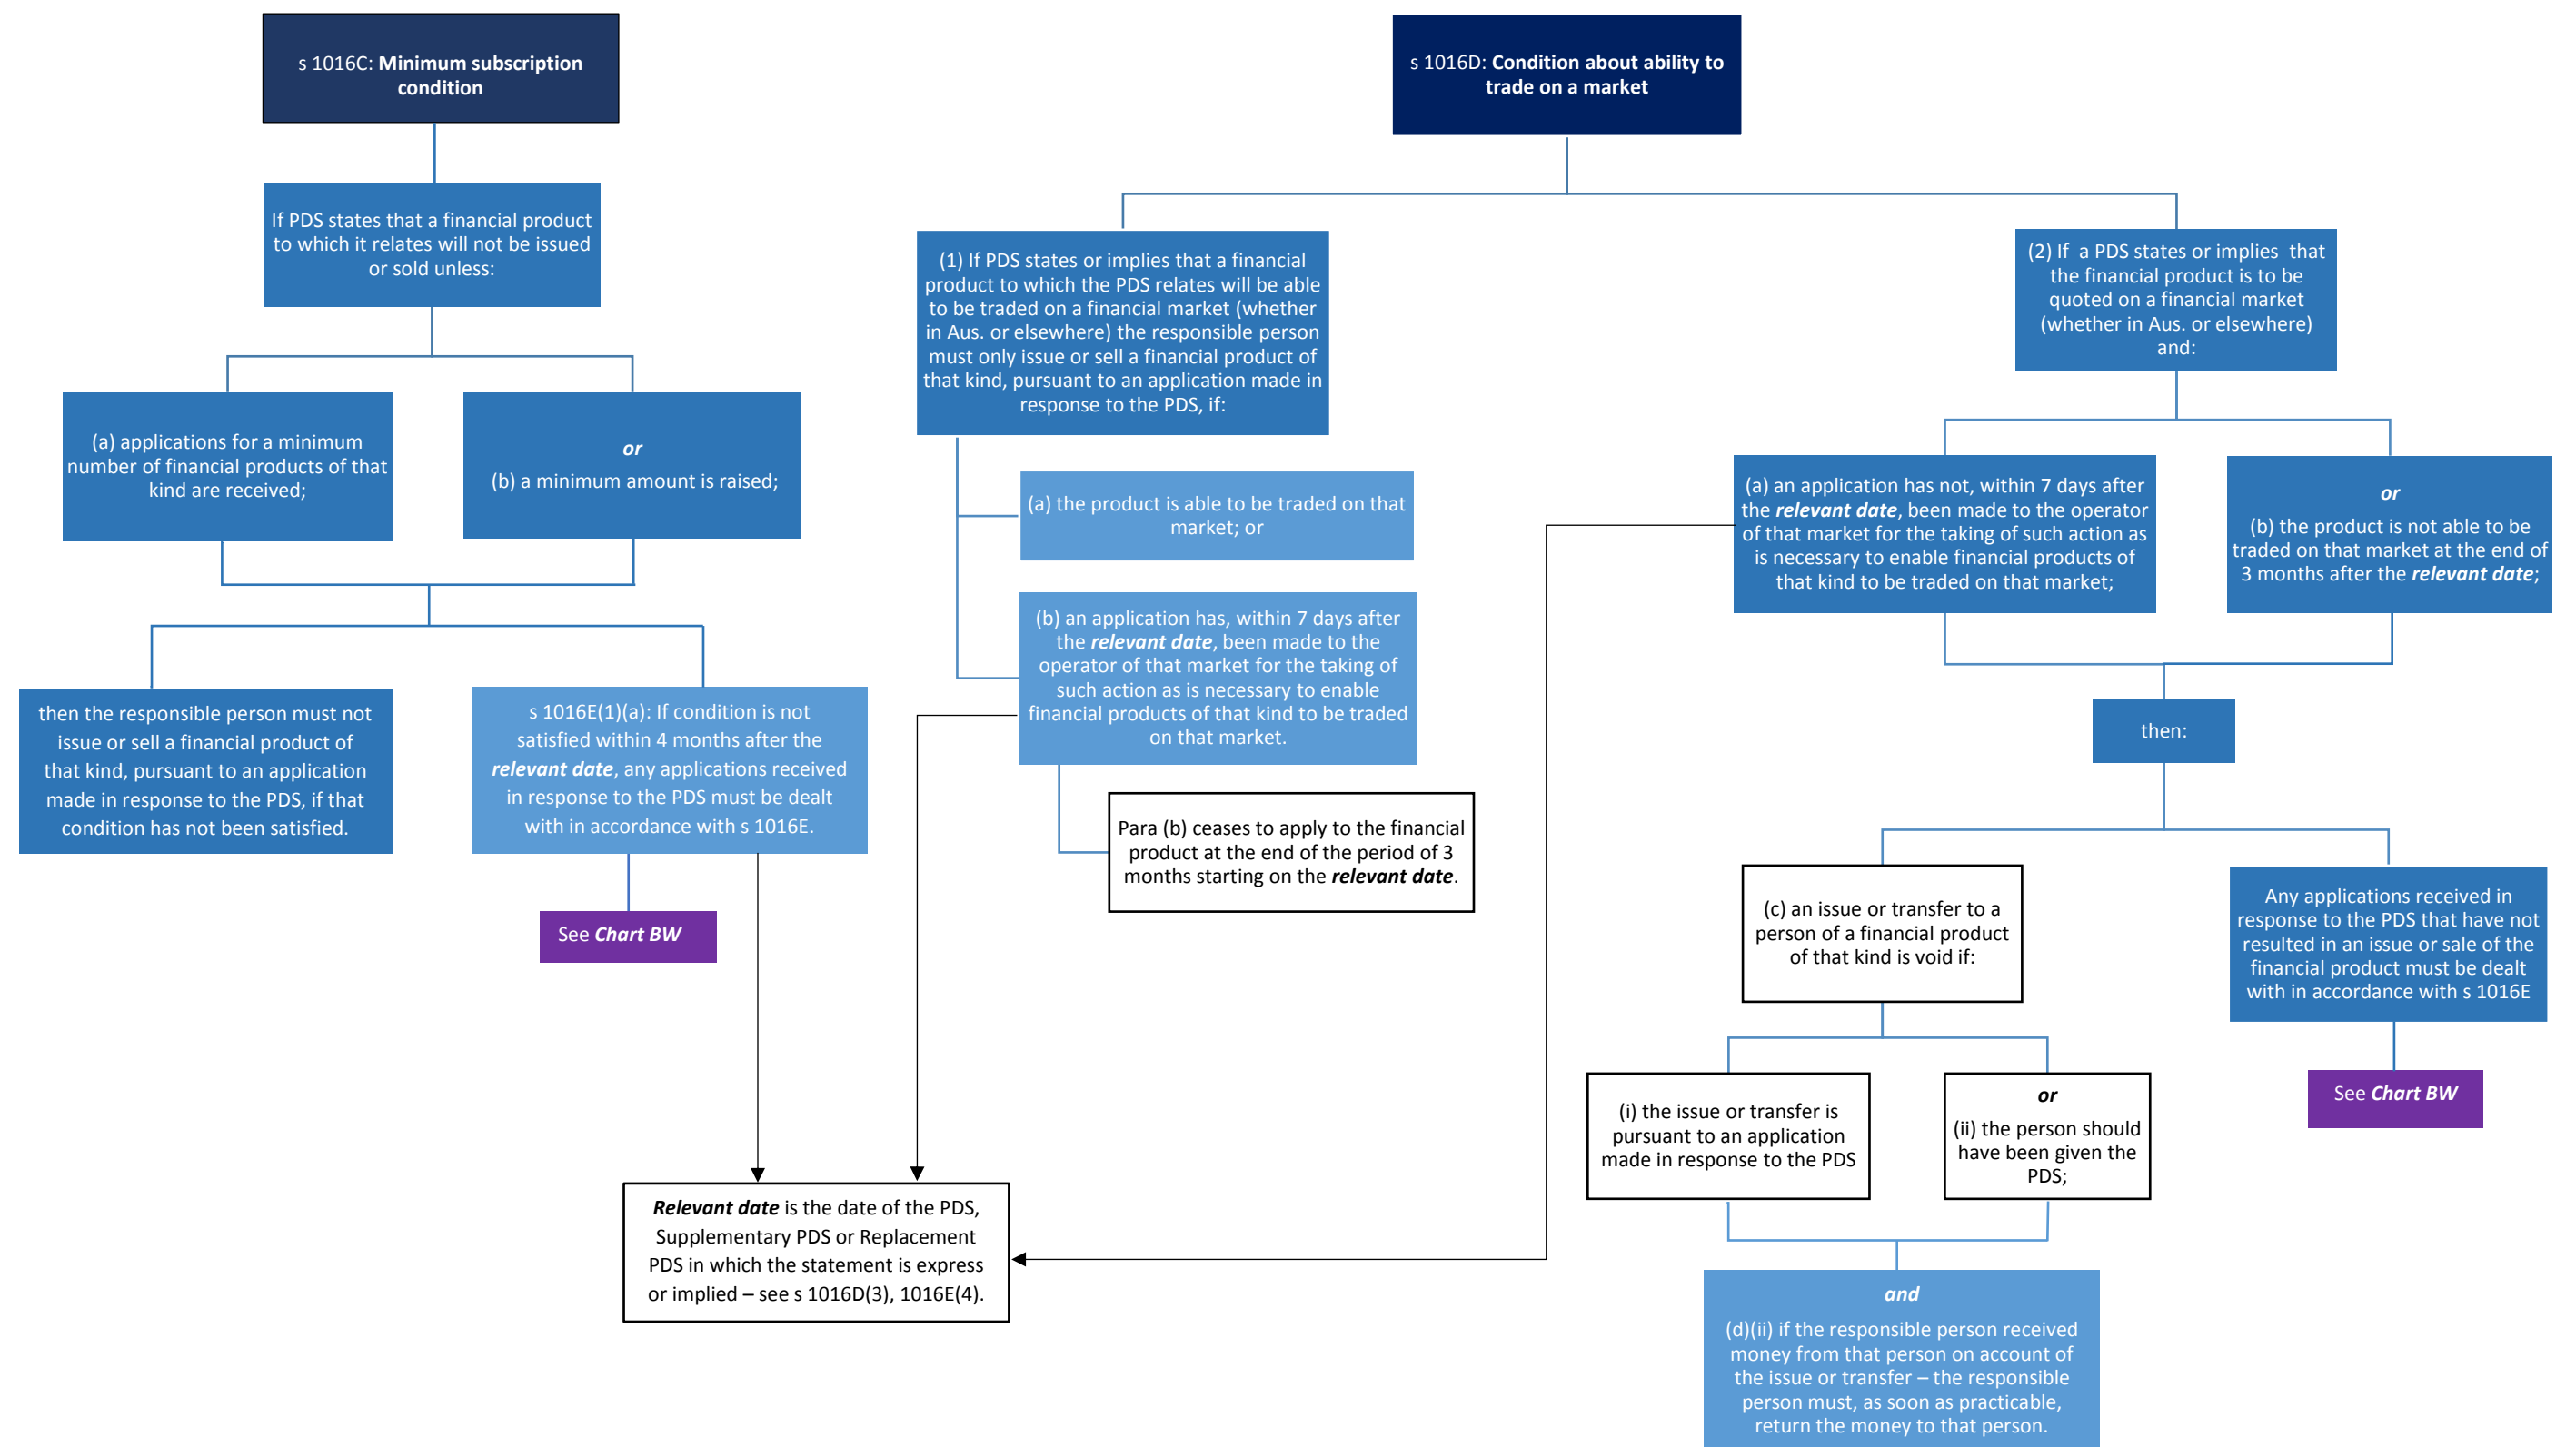 s 1016C: Minimum subscription
condition
If PDS states that a financial product
to which it relates will not be issued
or sold unless:
(a) applications for a minimum
number of financial products of that
kind are received;
or
(b) a minimum amount is raised;
then the responsible person must not
issue or sell a financial product of
that kind, pursuant to an application
made in response to the PDS, if that
condition has not been satisfied.
s 1016E(1)(a): If condition is not
satisfied within 4 months after the
relevant date, any applications received
in response to the PDS must be dealt
with in accordance with s 1016E.
See Chart BW
s 1016D: Condition about ability to
trade on a market
(1) If PDS states or implies that a financial
product to which the PDS relates will be able
to be traded on a financial market (whether
in Aus. or elsewhere) the responsible person
must only issue or sell a financial product of
that kind, pursuant to an application made in
response to the PDS, if:
(a) the product is able to be traded on that
market; or
(b) an application has, within 7 days after
the relevant date, been made to the
operator of that market for the taking of
such action as is necessary to enable
financial products of that kind to be traded
on that market.
Para (b) ceases to apply to the financial
product at the end of the period of 3
months starting on the relevant date.
Relevant date is the date of the PDS,
Supplementary PDS or Replacement
PDS in which the statement is express
or implied – see s 1016D(3), 1016E(4).
(2) If a PDS states or implies that
the financial product is to be
quoted on a financial market
(whether in Aus. or elsewhere)
and:
(a) an application has not, within 7 days after
the relevant date, been made to the operator
of that market for the taking of such action as
is necessary to enable financial products of
that kind to be traded on that market;
or
(b) the product is not able to be
traded on that market at the end of
3 months after the relevant date;
then:
(c) an issue or transfer to a
person of a financial product
of that kind is void if:
(i) the issue or transfer is
pursuant to an application
made in response to the PDS
or
(ii) the person should
have been given the
PDS;
and
(d)(ii) if the responsible person received
money from that person on account of
the issue or transfer – the responsible
person must, as soon as practicable,
return the money to that person.
Any applications received in
response to the PDS that have not
resulted in an issue or sale of the
financial product must be dealt
with in accordance with s 1016E
See Chart BW